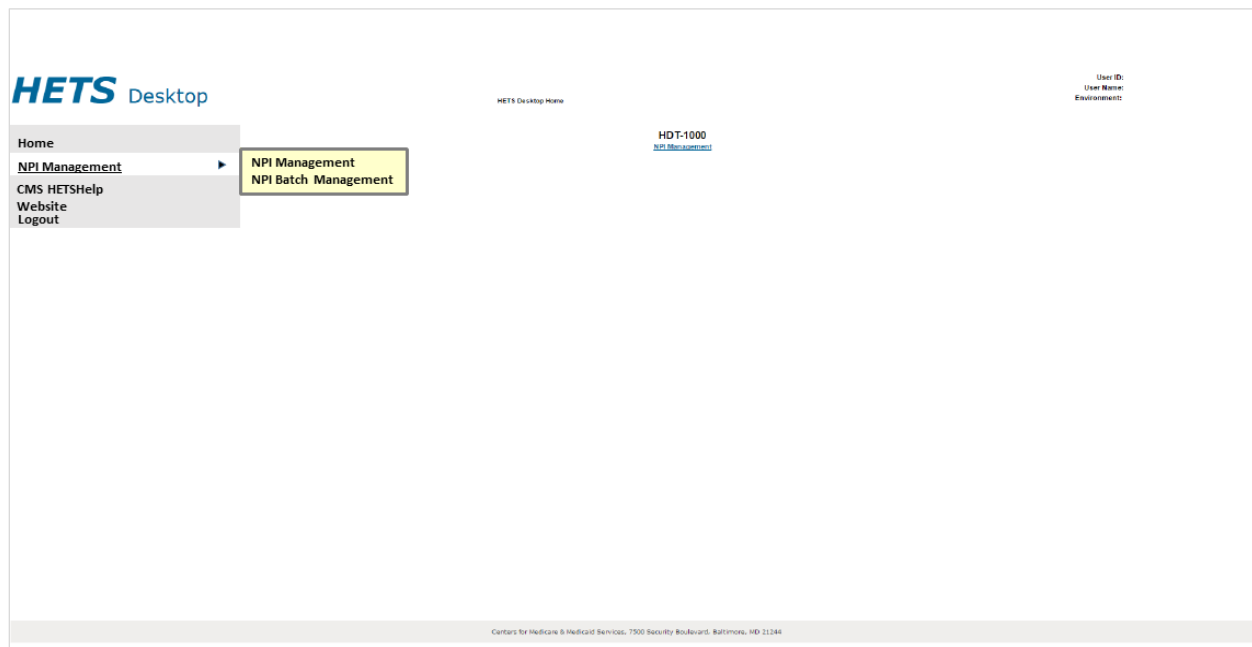 HETS Desktop
HETS Desktop Home
User ID:
User Name:
Environment:
Home
NPI Management
CMS HETSHelp
Website
Logout
NPI Management
NPI Batch Management
HDT-1000
NPI Management
Centers for Medicare & Medicaid Services, 7500 Security Boulevard, Baltimore, MD 21244